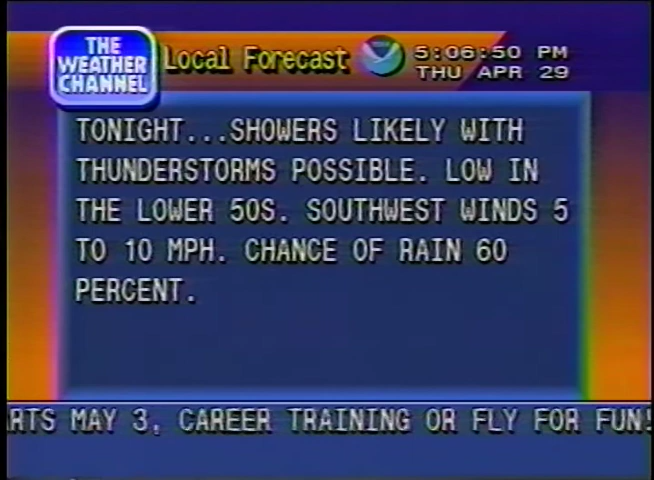 THE
WEATHER
CHANNEL
Local Forecast
5:06:50 PM
THU APR 29
TONIGHT...SHOWERS LIKELY WITH
THUNDERSTORMS POSSIBLE. LOW IN
THE LOWER 50S. SOUTHWEST WINDS 5
TO 10 MPH. CHANCE OF RAIN 60
PERCENT.
ARTS MAY 3, CAREER TRAINING OR FLY FOR FUN!